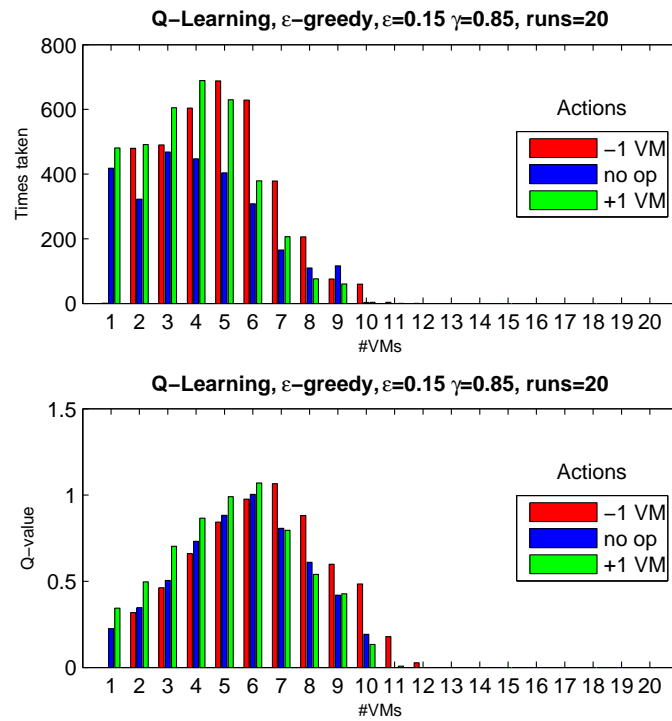 Q−Learning, ε−greedy, ε=0.15 γ=0.85, runs=20
800
600
400
200
0
Times taken
1 2 3 4 5 6 7 8 9 10 11 12 13 14 15 16 17 18 19 20
#VMs
Actions
−1 VM
no op
+1 VM
Q−Learning, ε−greedy, ε=0.15 γ=0.85, runs=20
1.5
1
0.5
0
Q−value
1 2 3 4 5 6 7 8 9 10 11 12 13 14 15 16 17 18 19 20
#VMs
Actions
−1 VM
no op
+1 VM